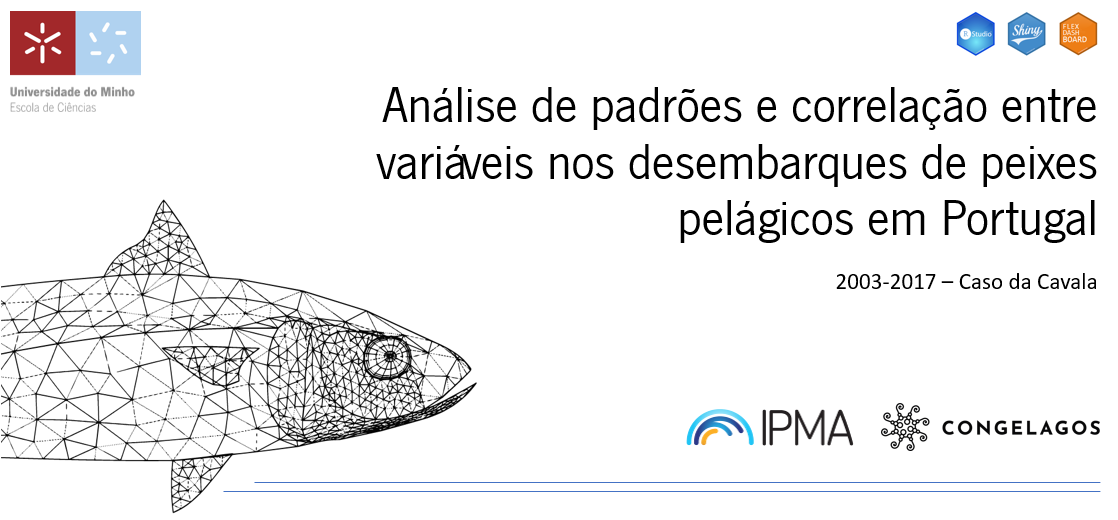 Universidade do Minho
Escola de Ciências
R Studio
Shiny
FLEX
DASH
BOARD
Análise de padrões e correlação entre
variáveis nos desembarques de peixes
pelágicos em Portugal
2003-2017 – Caso da Cavala
IPMA
CONGELAGOS